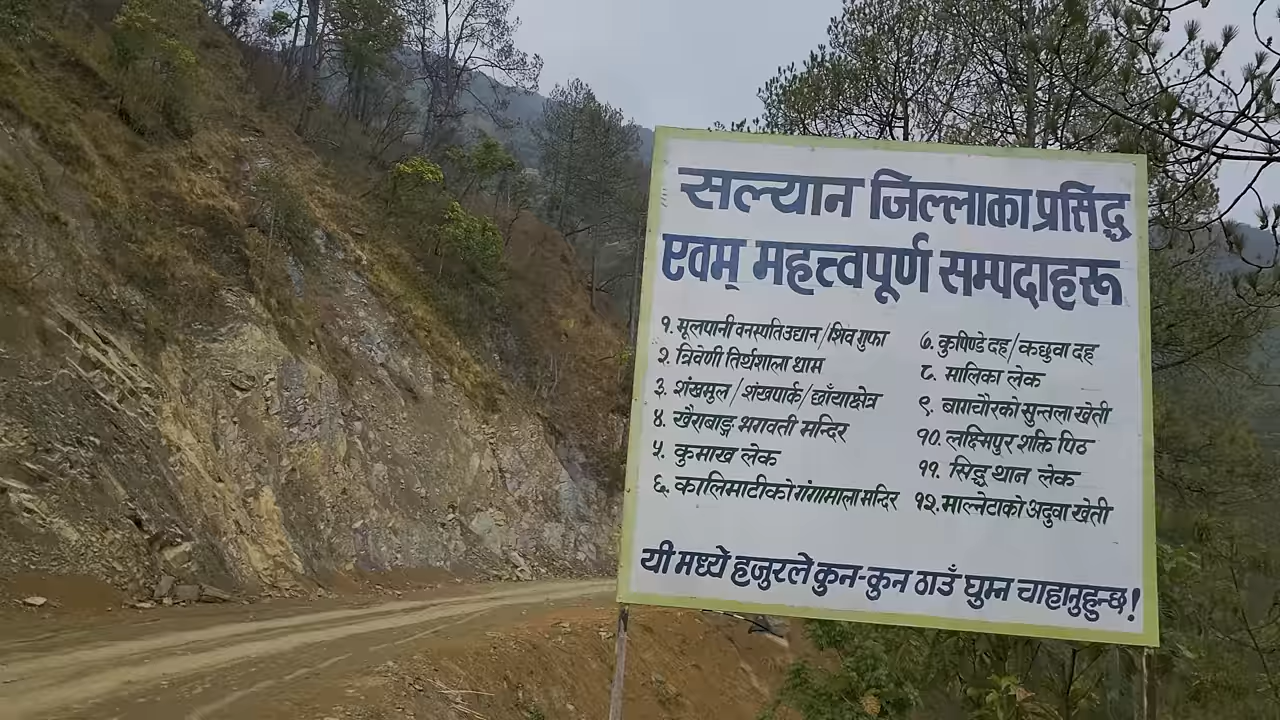 सल्यान जिल्लाका प्रसिद्ध
एवम् महत्त्वपूर्ण सम्पदाहरू
१. मूलपानी वनस्पति उद्यान / शिव गुफा
२. त्रिवेणी तिर्थशाला धाम
३. शंखमुल / शंखपार्क / छाँयाक्षेत्र
४. खैराबाङ्ग भगवती मन्दिर
५. कुमाख लेक
६. कालिमाटीको गंगामाला मन्दिर
७. कुपिण्डे दह / कछुवा दह
८. मालिका लेक
९. बागचौरको सुन्तला खेती
१०. लक्ष्मिपुर शक्ति पिठ
११. सिद्ध थान लेक
१२. माल्नेटाको अदुवा खेती
यी मध्ये हजुरले कुन-कुन ठाउँ घुम्न चाहानुहुन्छ!